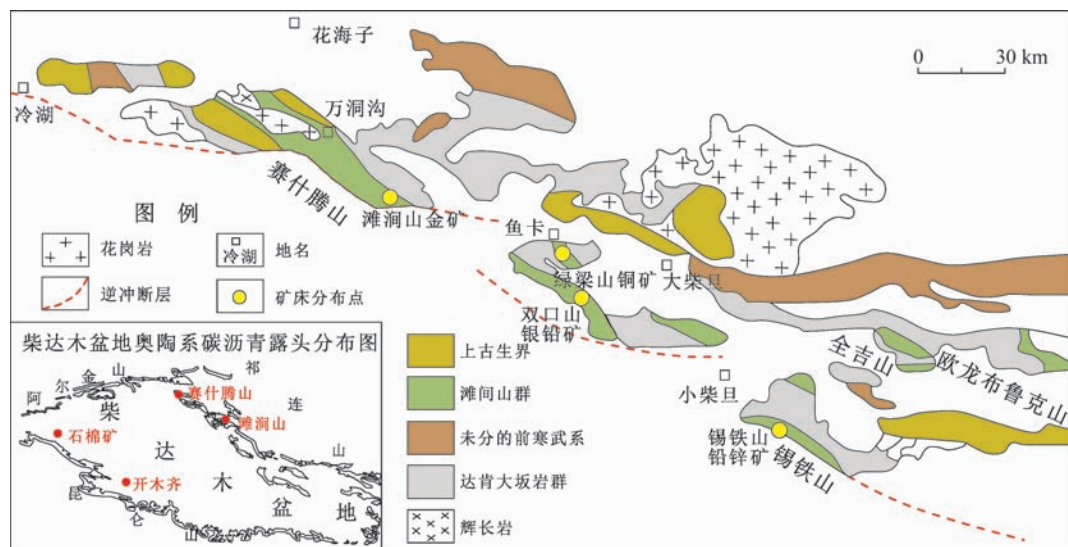 花海子
0 30 km
冷湖
万洞沟
赛什腾山
滩涧山金矿
鱼卡
绿梁山铜矿
大柴旦
双口山
银铅矿
全吉山
欧龙布鲁克山
小柴旦
锡铁山
铅锌矿
锡铁山
图 例
花岗岩
冷湖
地名
逆冲断层
矿床分布点
上古生界
滩间山群
未分的前寒武系
达肯大坂岩群
辉长岩
柴达木盆地奥陶系碳沥青露头分布图
阿尔金山
祁连山
柴达木盆地
昆仑山
赛什腾山
滩涧山
石棉矿
开木齐